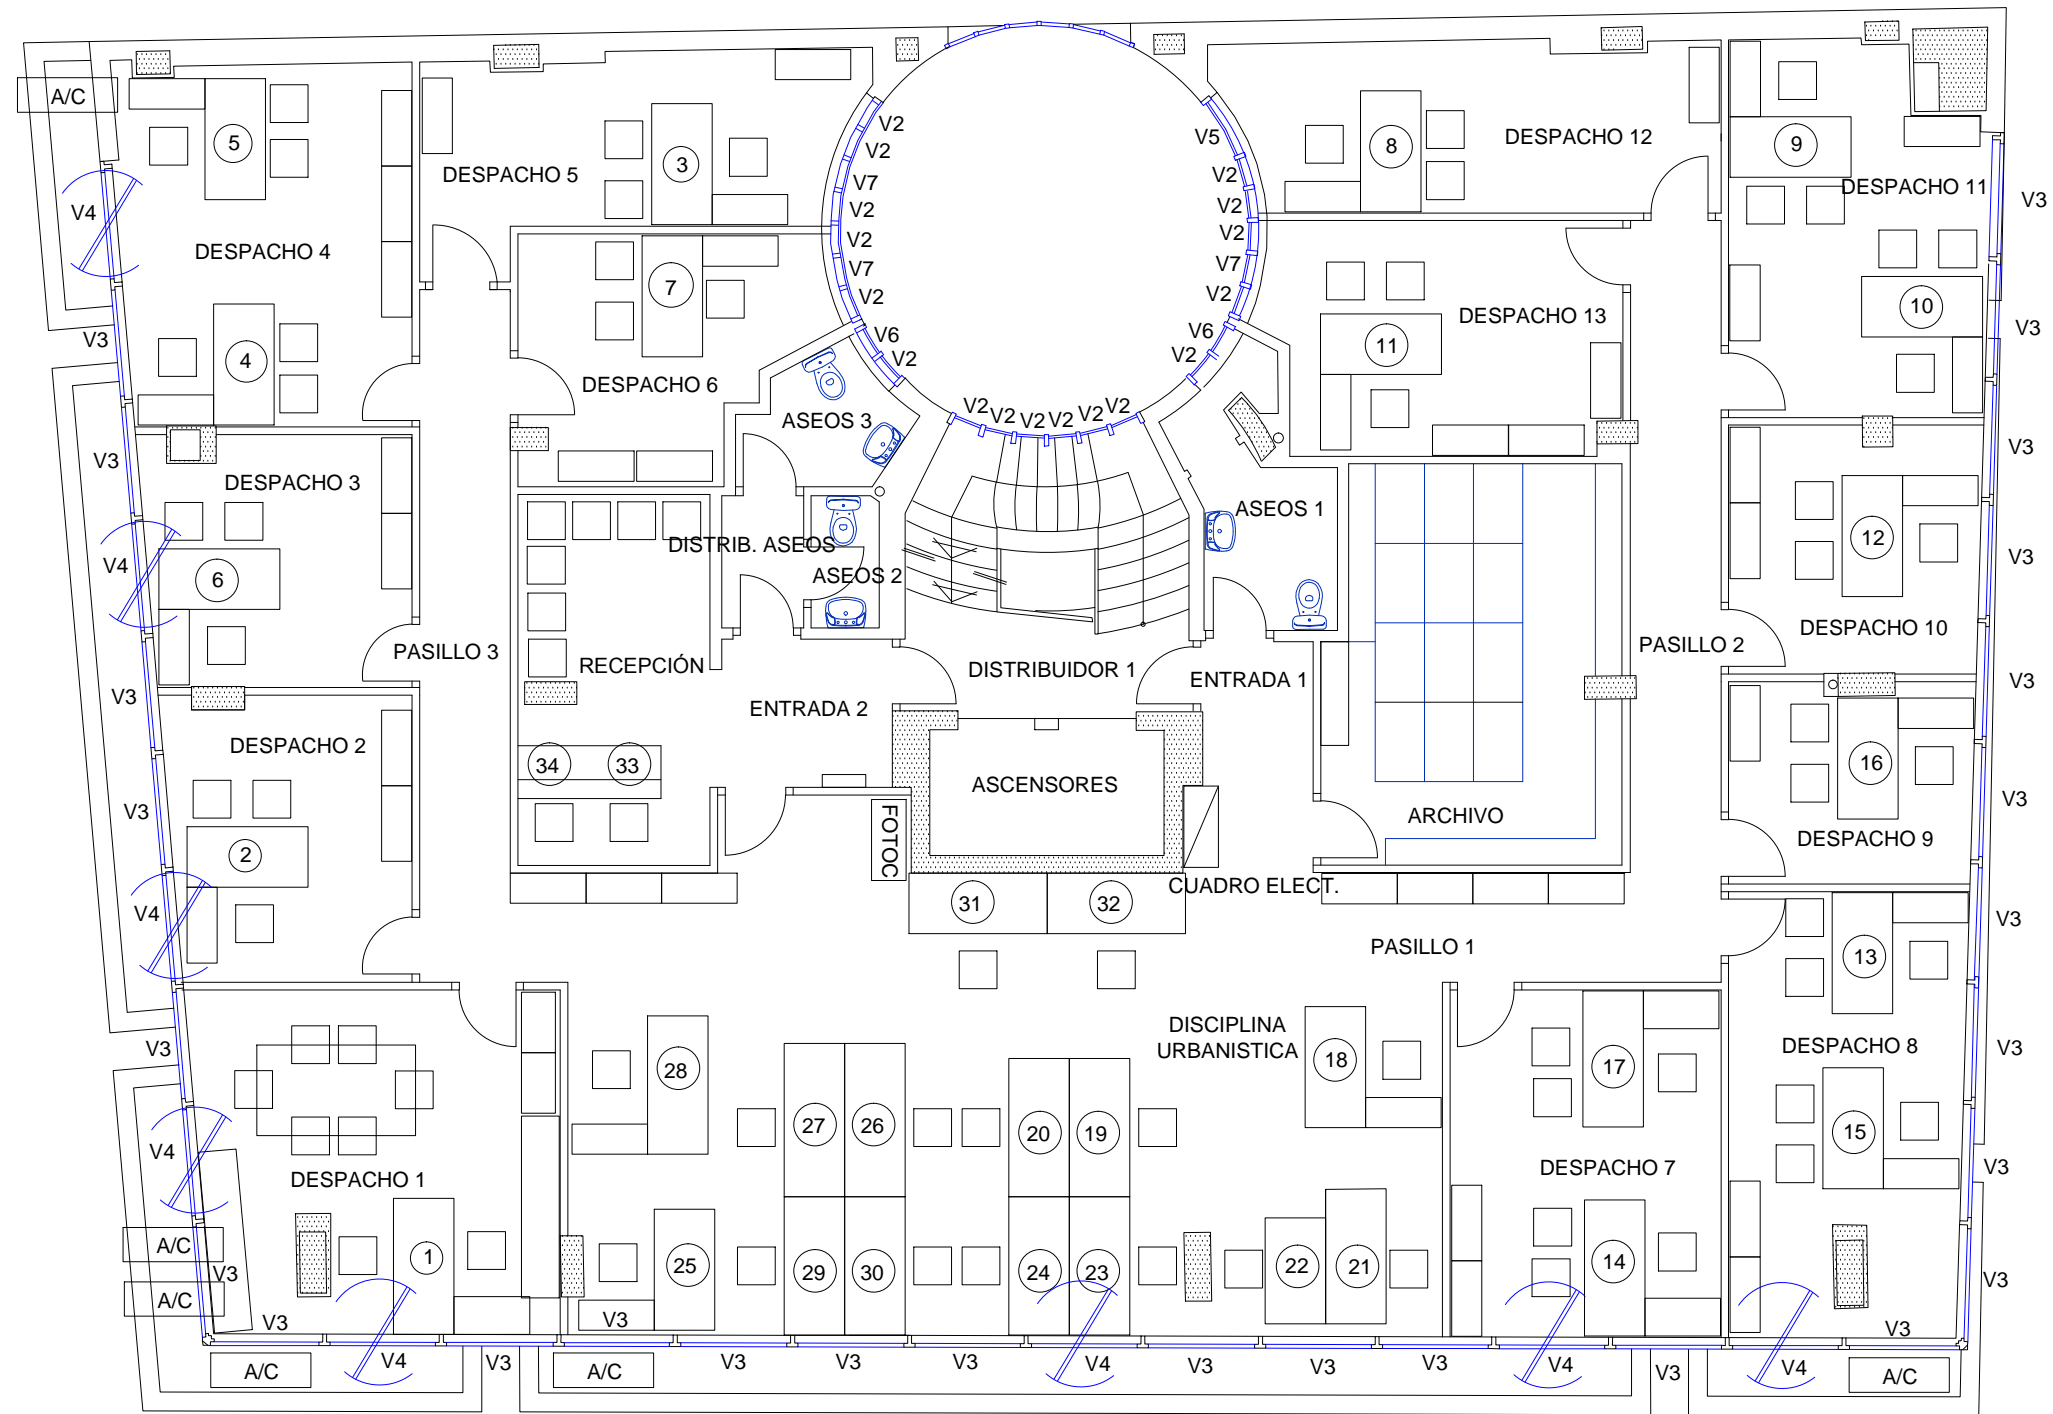 A/C
5
DESPACHO 5
3
V2
V2
V7
V2
V2
V7
V2
V6
V2
V5
V2
V2
V2
V7
V2
V6
V2
8
DESPACHO 12
9
DESPACHO 11
V3
V4
DESPACHO 4
7
10
V3
V3
4
DESPACHO 6
11
DESPACHO 13
ASEOS 3
V2
V2
V2
V2
V2
V2
V3
DESPACHO 3
V3
ASEOS 1
DISTRIB. ASEOS
12
V3
V4
6
ASEOS 2
DESPACHO 10
PASILLO 3
RECEPCIÓN
DISTRIBUIDOR 1
ENTRADA 1
PASILLO 2
V3
V3
ENTRADA 2
DESPACHO 2
34
33
ASCENSORES
16
V3
V3
FOTOC
ARCHIVO
DESPACHO 9
2
CUADRO ELECT.
V4
31
32
V3
PASILLO 1
13
DISCIPLINA
URBANISTICA
V3
28
18
17
DESPACHO 8
V3
V4
27
26
20
19
15
DESPACHO 7
V3
DESPACHO 1
A/C
V3
A/C
1
25
29
30
24
23
22
21
14
V3
V3
V3
V3
A/C
V4
V3
A/C
V3
V3
V3
V4
V3
V3
V3
V4
V3
V4
A/C